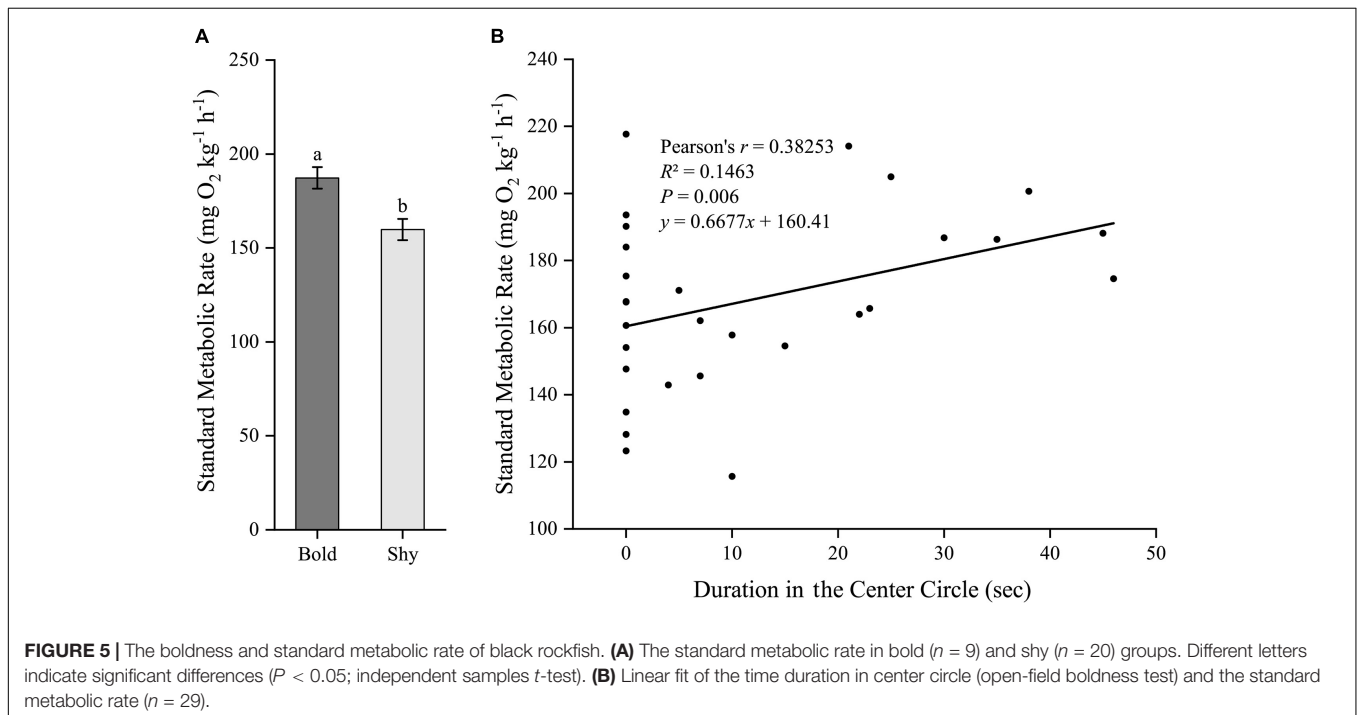 A
Standard Metabolic Rate (mg O₂ kg⁻¹ h⁻¹)
250
200
150
100
50
0
a
b
Bold
Shy
B
Standard Metabolic Rate (mg O₂ kg⁻¹ h⁻¹)
240
220
200
180
160
140
120
100
Pearson's r = 0.38253
R² = 0.1463
P = 0.006
y = 0.6677x + 160.41
0
10
20
30
40
50
Duration in the Center Circle (sec)
FIGURE 5 | The boldness and standard metabolic rate of black rockfish. (A) The standard metabolic rate in bold (n = 9) and shy (n = 20) groups. Different letters
indicate significant differences (P < 0.05; independent samples t-test). (B) Linear fit of the time duration in center circle (open-field boldness test) and the standard
metabolic rate (n = 29).